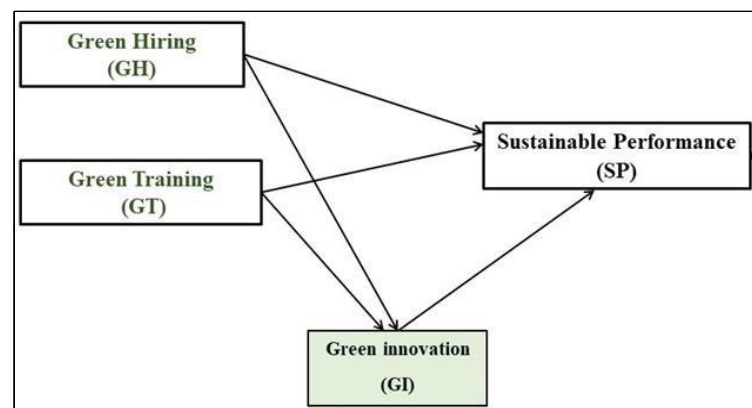 Green Hiring
(GH)
Green Training
(GT)
Sustainable Performance
(SP)
Green innovation
(GI)